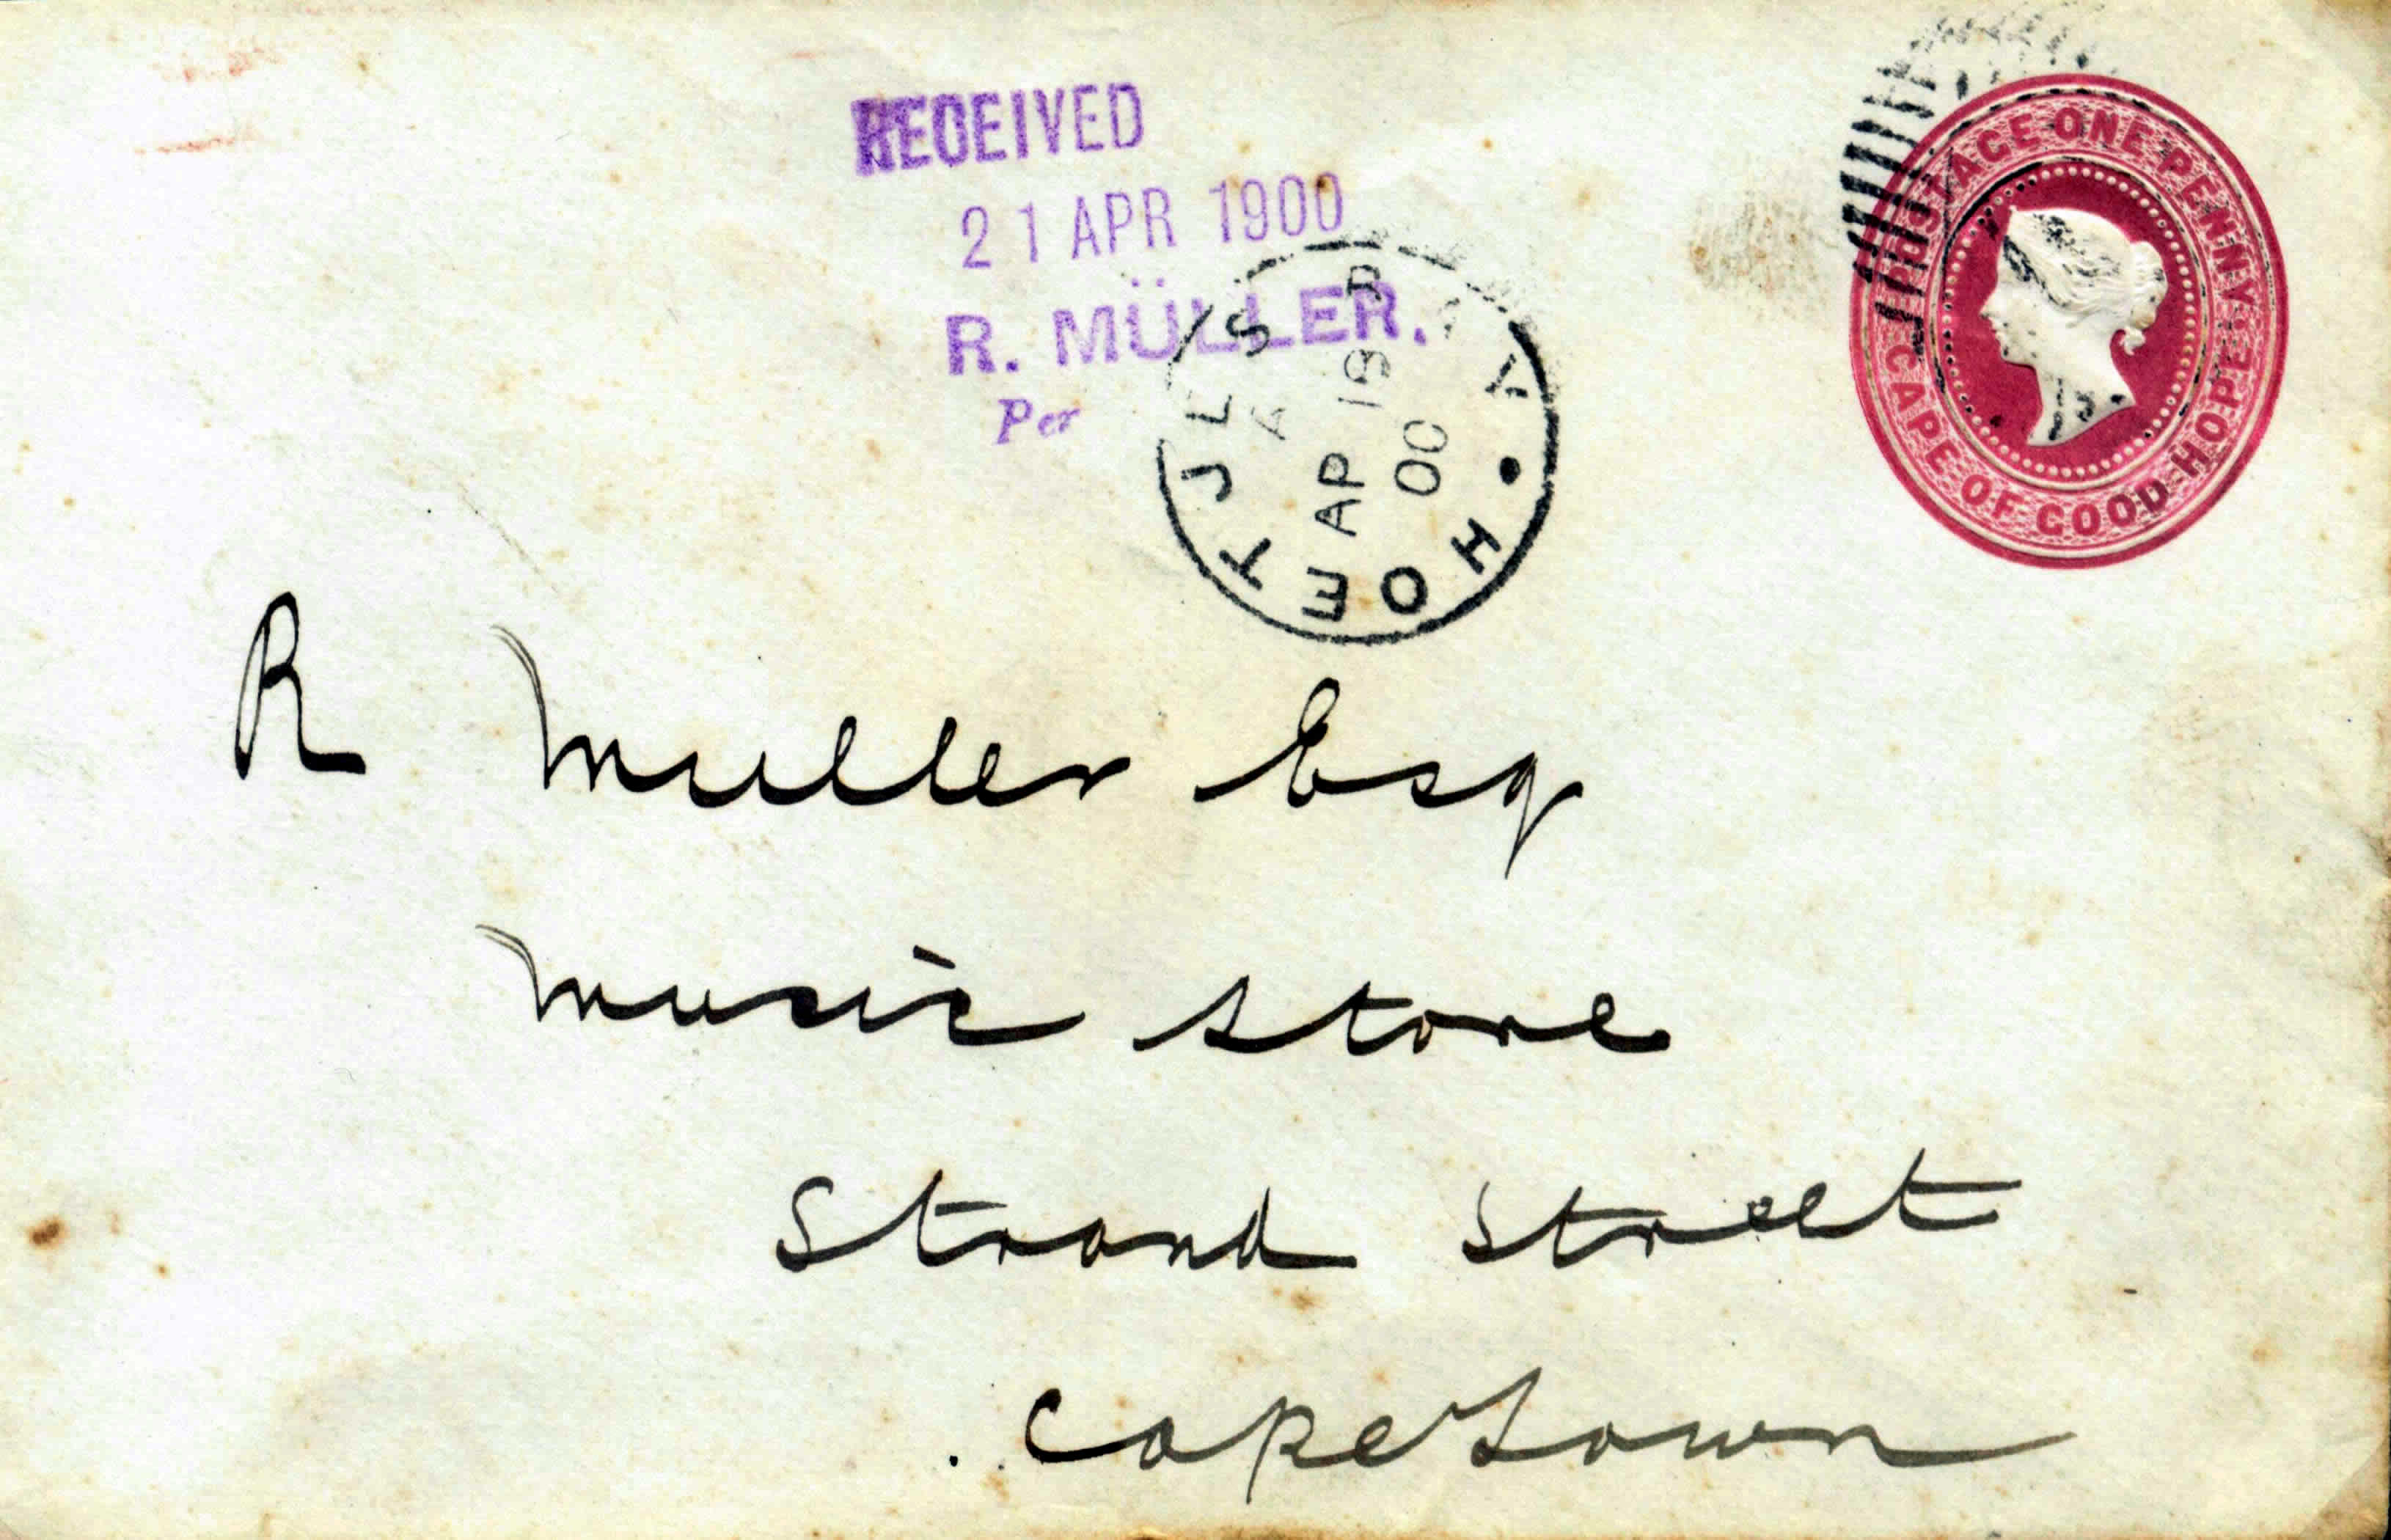 RECEIVED
21 APR 1900
R. MÜLLER.
Per
POSTAGE ONE PENNY
CAPE OF GOOD HOPE
HOETJES
A
AP 19
00
R Muller Esq
Music Store
Strand Street
Capetown